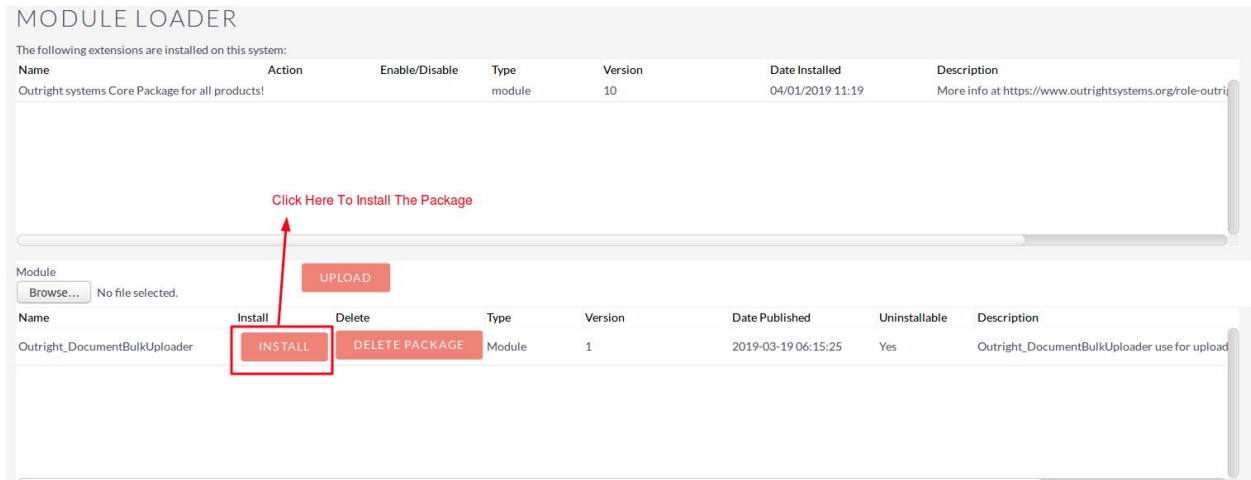 MODULE LOADER
The following extensions are installed on this system:
Name Action Enable/Disable Type Version Date Installed Description
Outright systems Core Package for all products! module 10 04/01/2019 11:19 More info at https://www.outrightsystems.org/role-outri
Click Here To Install The Package
Module
UPLOAD
Browse... No file selected.
Name Install Delete Type Version Date Published Uninstallable Description
Outright_DocumentBulkUploader INSTALL DELETE PACKAGE Module 1 2019-03-19 06:15:25 Yes Outright_DocumentBulkUploader use for upload